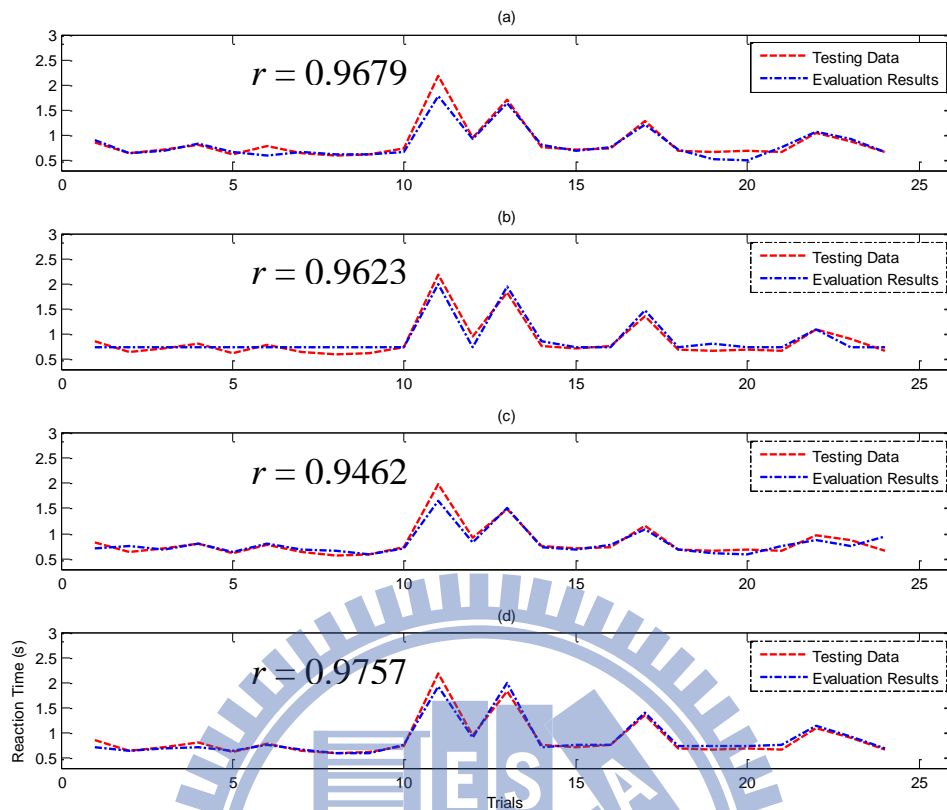 (a)
3
2.5
2
1.5
1
0.5
r = 0.9679
Testing Data
Evaluation Results
0 5 10 15 20 25
(b)
3
2.5
2
1.5
1
0.5
r = 0.9623
Testing Data
Evaluation Results
0 5 10 15 20 25
(c)
3
2.5
2
1.5
1
0.5
r = 0.9462
Testing Data
Evaluation Results
0 5 10 15 20 25
(d)
3
2.5
2
1.5
1
0.5
Reaction Time (s)
r = 0.9757
Testing Data
Evaluation Results
0 5 10 15 20 25
Trials
E S A